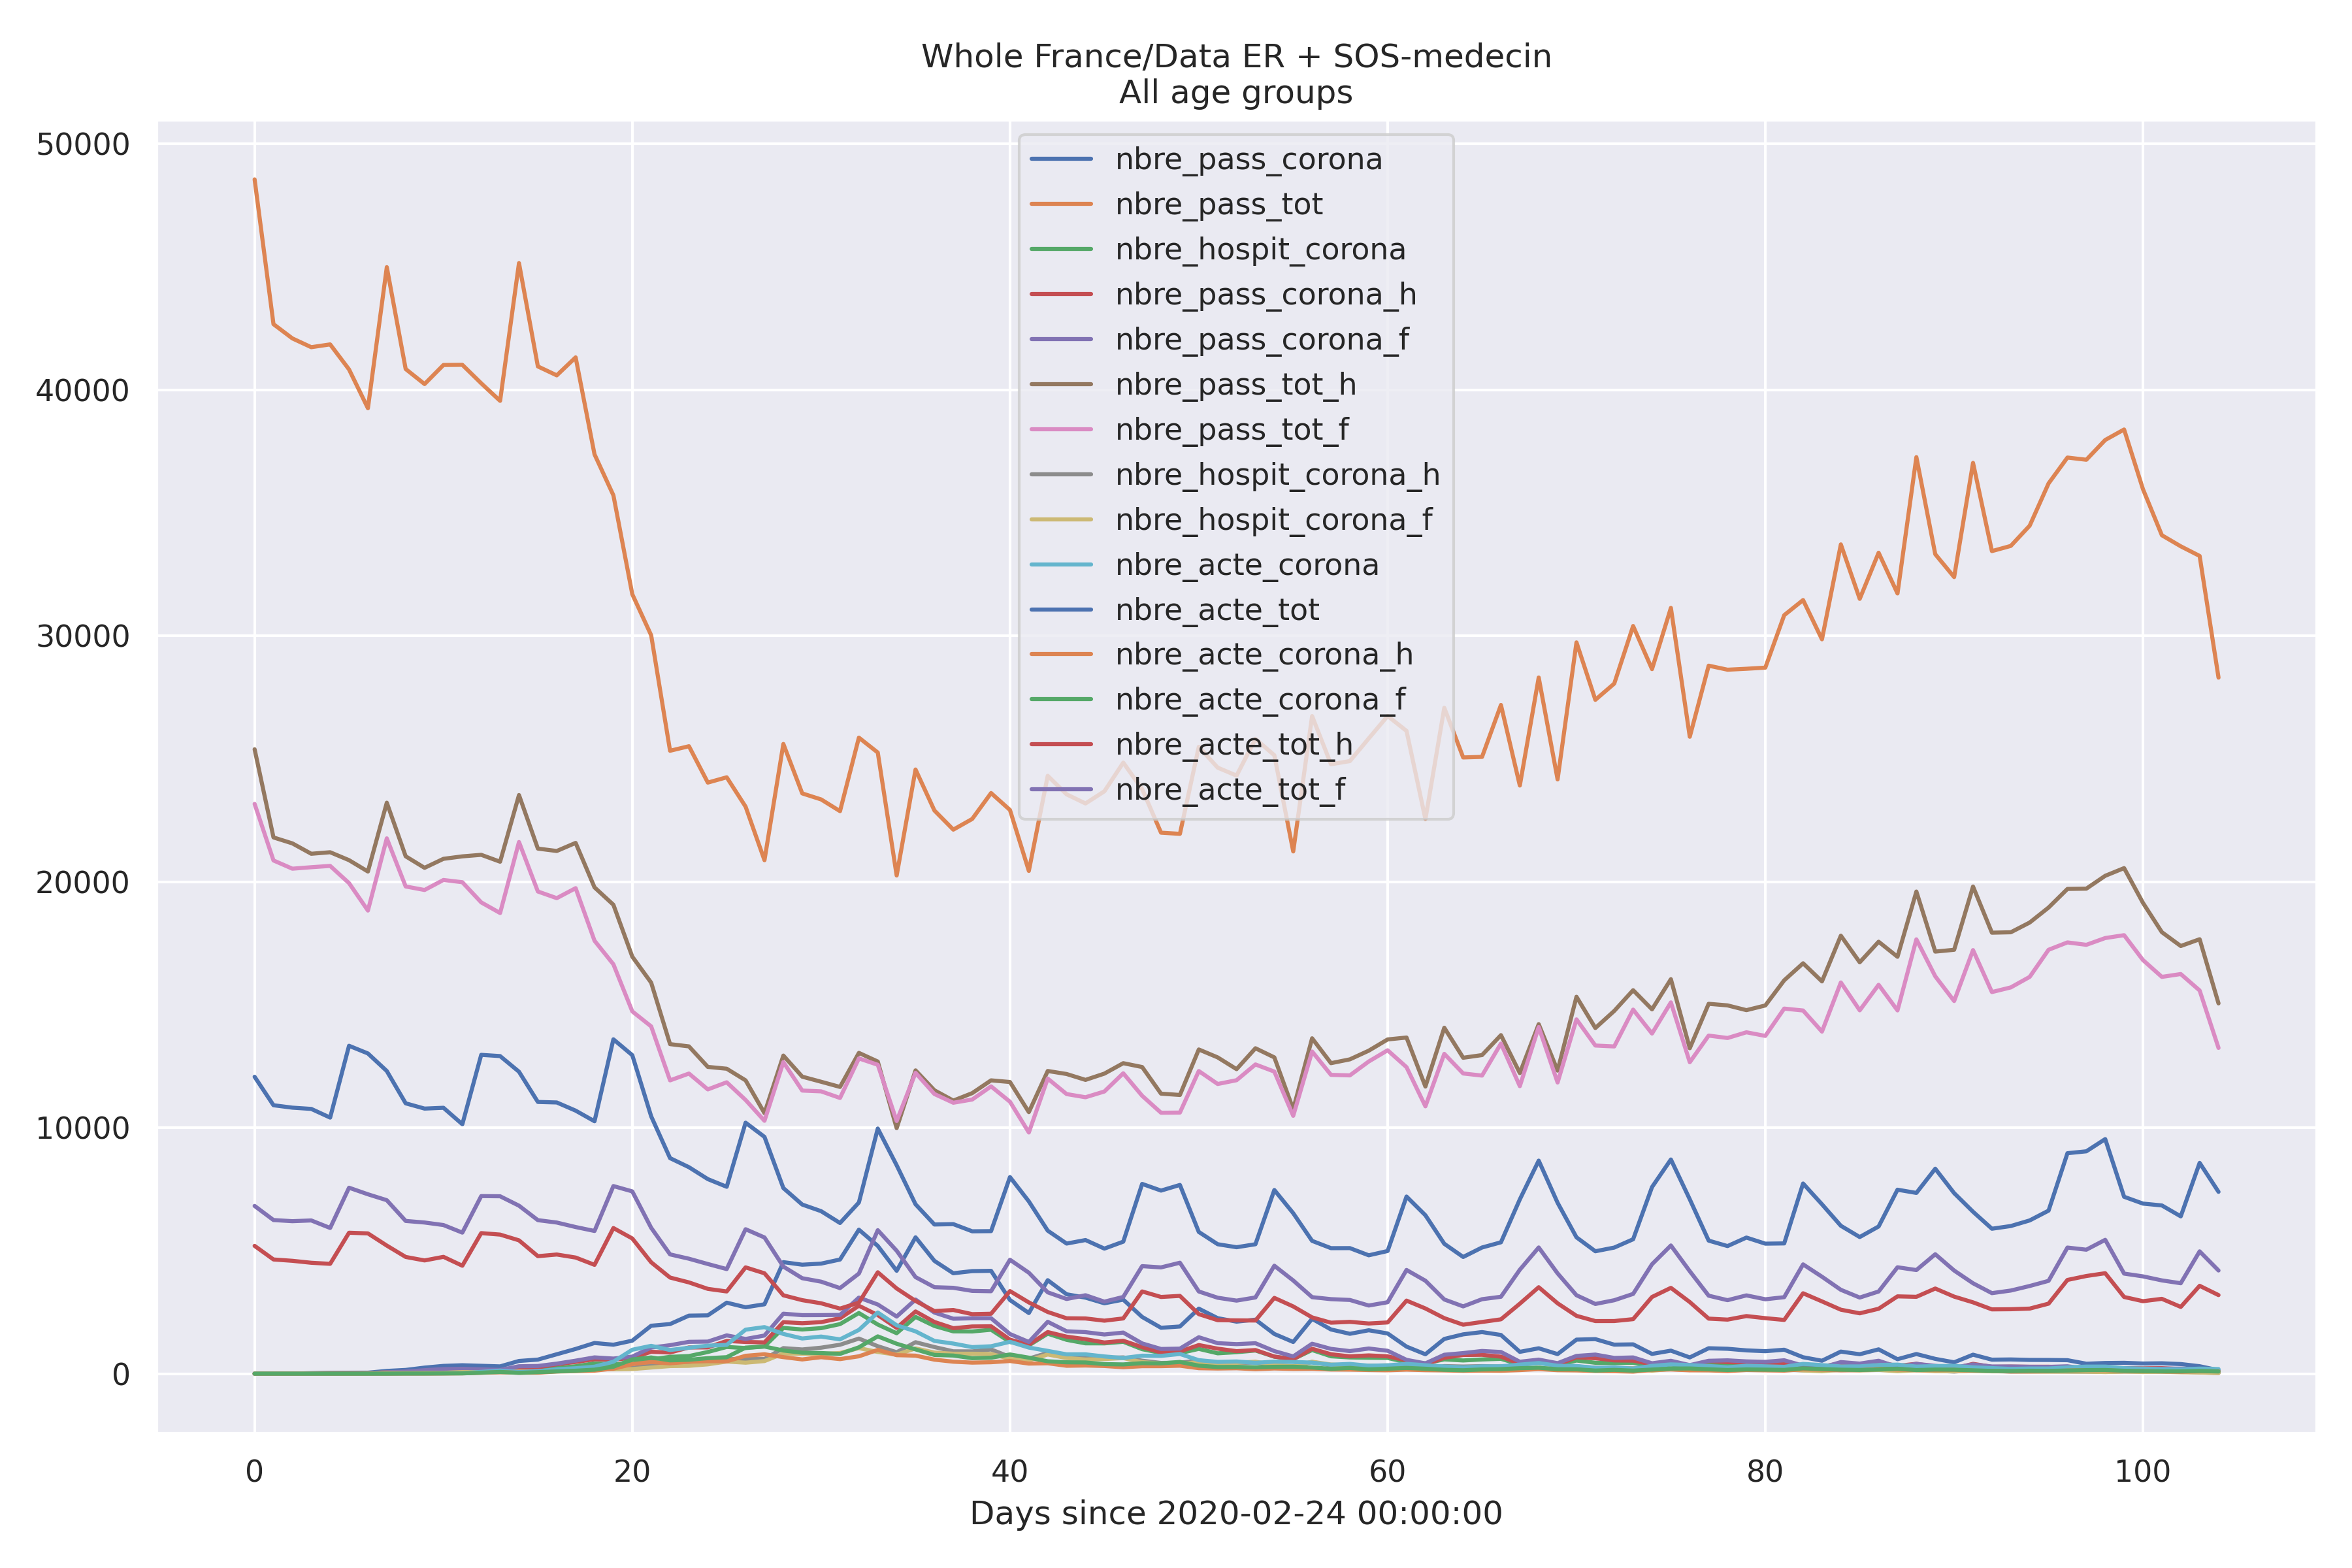 Whole France/Data ER + SOS-medecin
All age groups
50000
40000
30000
20000
10000
0
nbre_pass_corona
nbre_pass_tot
nbre_hospit_corona
nbre_pass_corona_h
nbre_pass_corona_f
nbre_pass_tot_h
nbre_pass_tot_f
nbre_hospit_corona_h
nbre_hospit_corona_f
nbre_acte_corona
nbre_acte_tot
nbre_acte_corona_h
nbre_acte_corona_f
nbre_acte_tot_h
nbre_acte_tot_f
0 20 40 60 80 100
Days since 2020-02-24 00:00:00